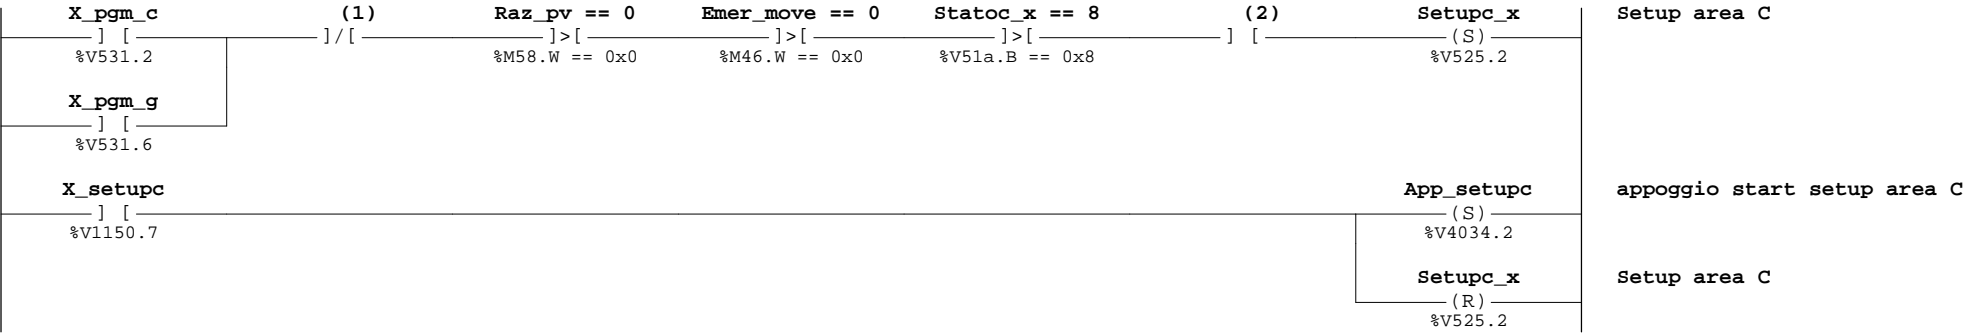 X_pgm_c (1) Raz_pv == 0 Emer_move == 0 Statoc_x == 8 (2) Setupc_x Setup area C
] [ ]/[ ]>[ ]>[ ]>[ ] [ (S)
%V531.2 %M58.W == 0x0 %M46.W == 0x0 %V51a.B == 0x8 %V525.2
X_pgm_g
] [
%V531.6
X_setupc App_setupc appoggio start setup area C
] [ (S)
%V1150.7 %V4034.2
Setupc_x Setup area C
(R)
%V525.2